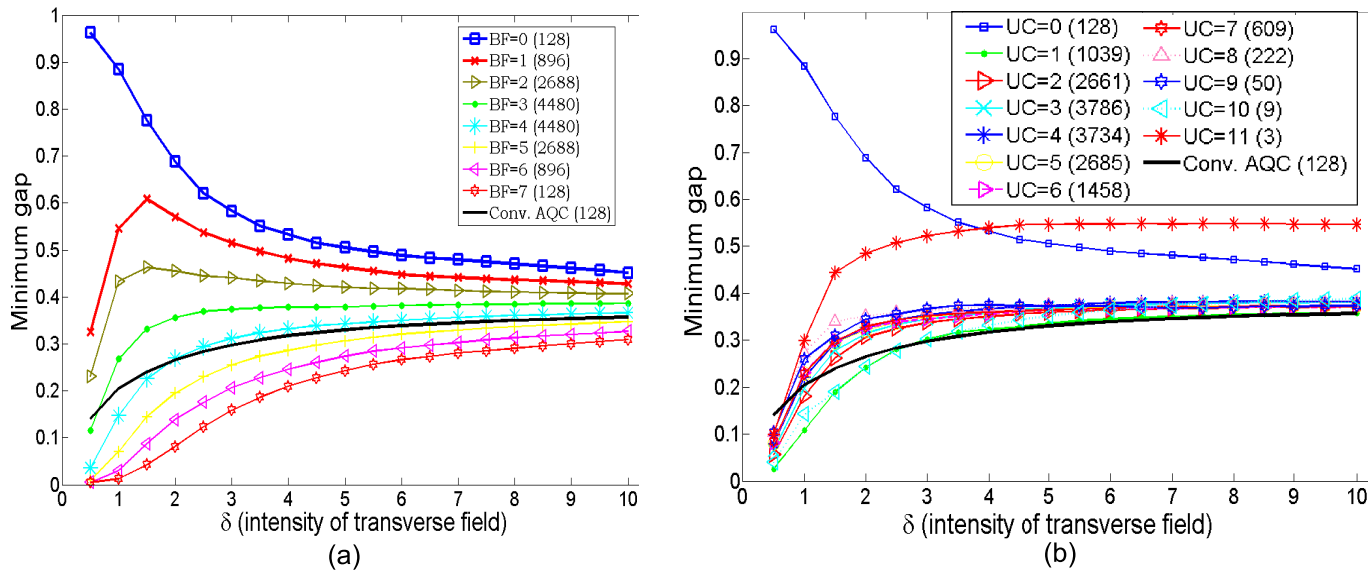 1
0.9
0.8
0.7
0.6
0.5
0.4
0.3
0.2
0.1
0
Minimum gap
BF=0 (128)
BF=1 (896)
BF=2 (2688)
BF=3 (4480)
BF=4 (4480)
BF=5 (2688)
BF=6 (896)
BF=7 (128)
Conv. AQC (128)
0 1 2 3 4 5 6 7 8 9 10
δ (intensity of transverse field)
(a)
0.9
0.8
0.7
0.6
0.5
0.4
0.3
0.2
0.1
0
Minimum gap
UC=0 (128)
UC=1 (1039)
UC=2 (2661)
UC=3 (3786)
UC=4 (3734)
UC=5 (2685)
UC=6 (1458)
UC=7 (609)
UC=8 (222)
UC=9 (50)
UC=10 (9)
UC=11 (3)
Conv. AQC (128)
0 1 2 3 4 5 6 7 8 9 10
δ (intensity of transverse field)
(b)